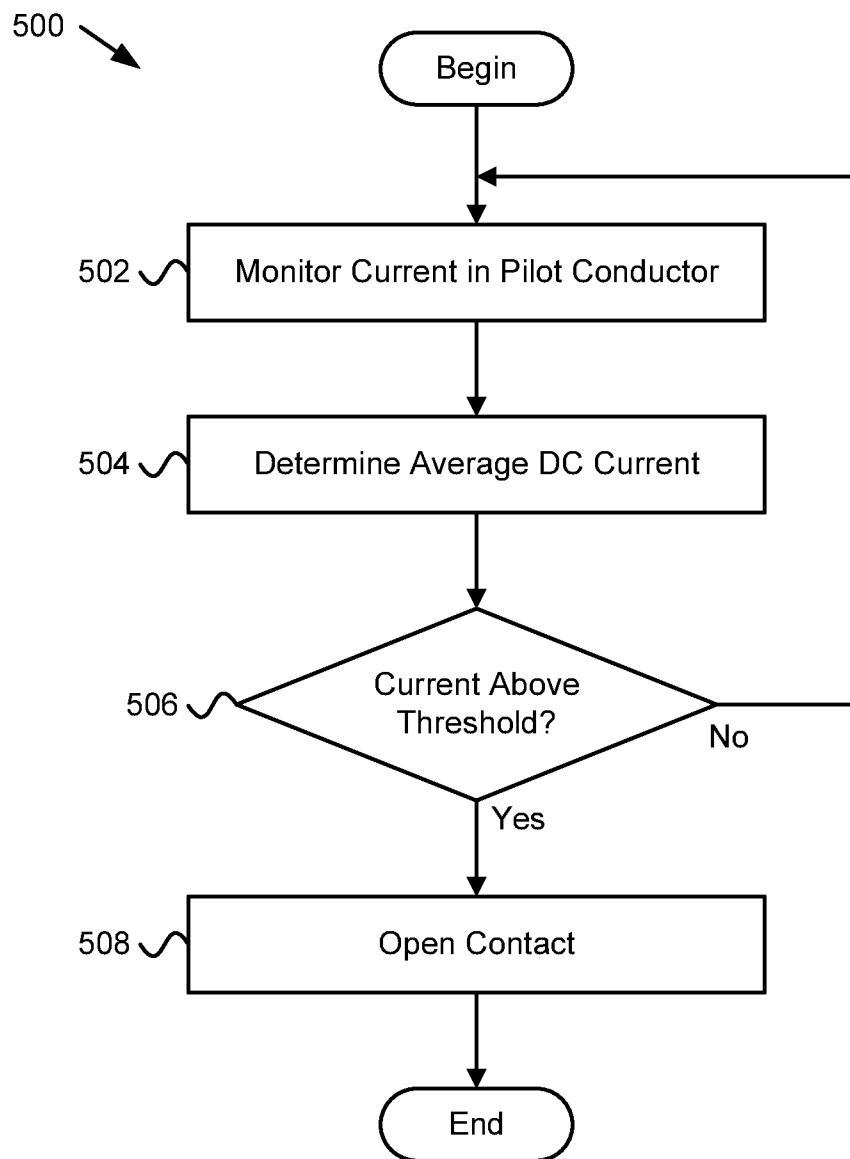 500
Begin
502
Monitor Current in Pilot Conductor
504
Determine Average DC Current
506
Current Above
Threshold?
No
Yes
508
Open Contact
End